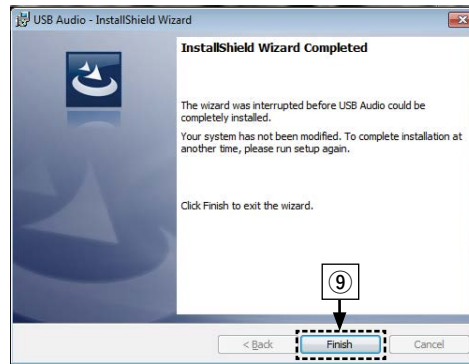 USB Audio - InstallShield Wizard
InstallShield Wizard Completed
The wizard was interrupted before USB Audio could be
completely installed.
Your system has not been modified. To complete installation at
another time, please run setup again.
Click Finish to exit the wizard.
⑨
< Back Finish Cancel